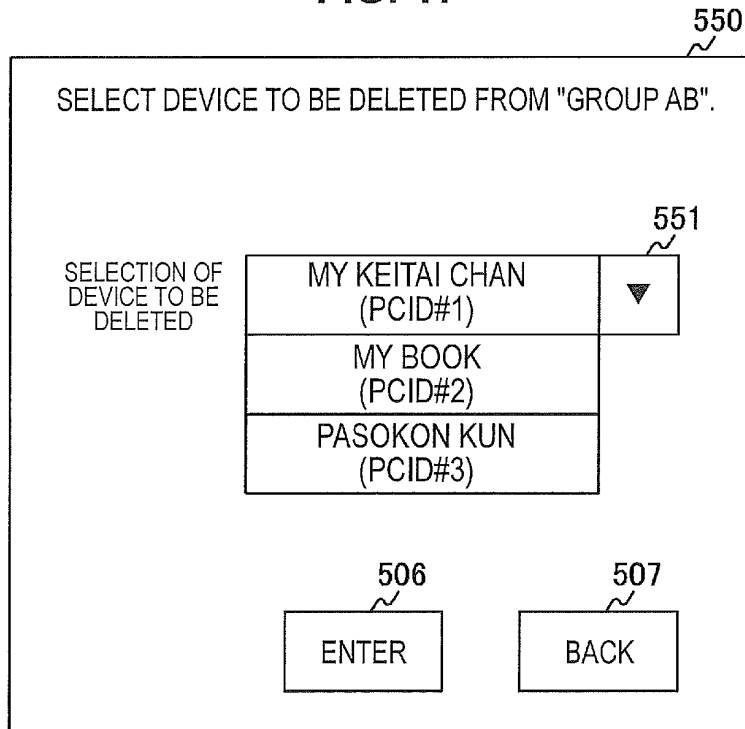 550
SELECT DEVICE TO BE DELETED FROM "GROUP AB".
551
SELECTION OF
DEVICE TO BE
DELETED
MY KEITAI CHAN
(PCID#1)
▼
MY BOOK
(PCID#2)
PASOKON KUN
(PCID#3)
506
507
ENTER
BACK